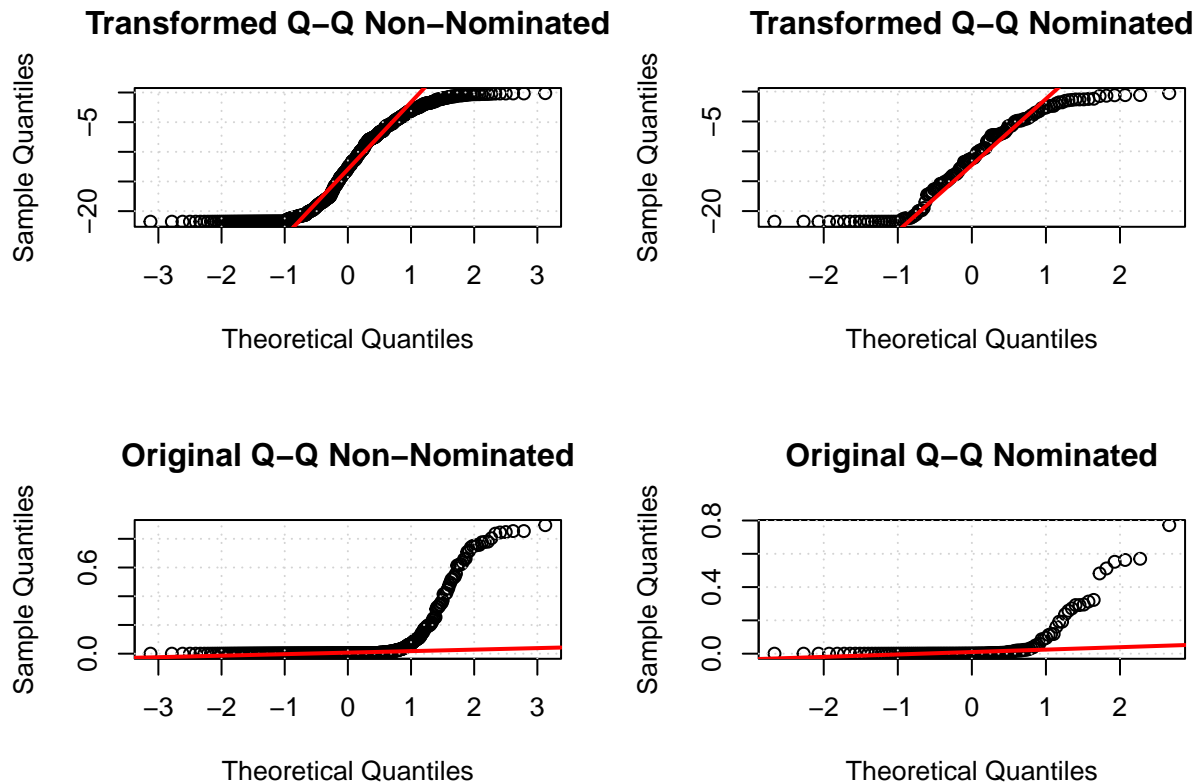 Transformed Q−Q Non−Nominated
Sample Quantiles
−5
−20
−3 −2 −1 0 1 2 3
Theoretical Quantiles
Transformed Q−Q Nominated
Sample Quantiles
−5
−20
−2 −1 0 1 2
Theoretical Quantiles
Original Q−Q Non−Nominated
Sample Quantiles
0.6
0.0
−3 −2 −1 0 1 2 3
Theoretical Quantiles
Original Q−Q Nominated
Sample Quantiles
0.8
0.4
0.0
−2 −1 0 1 2
Theoretical Quantiles